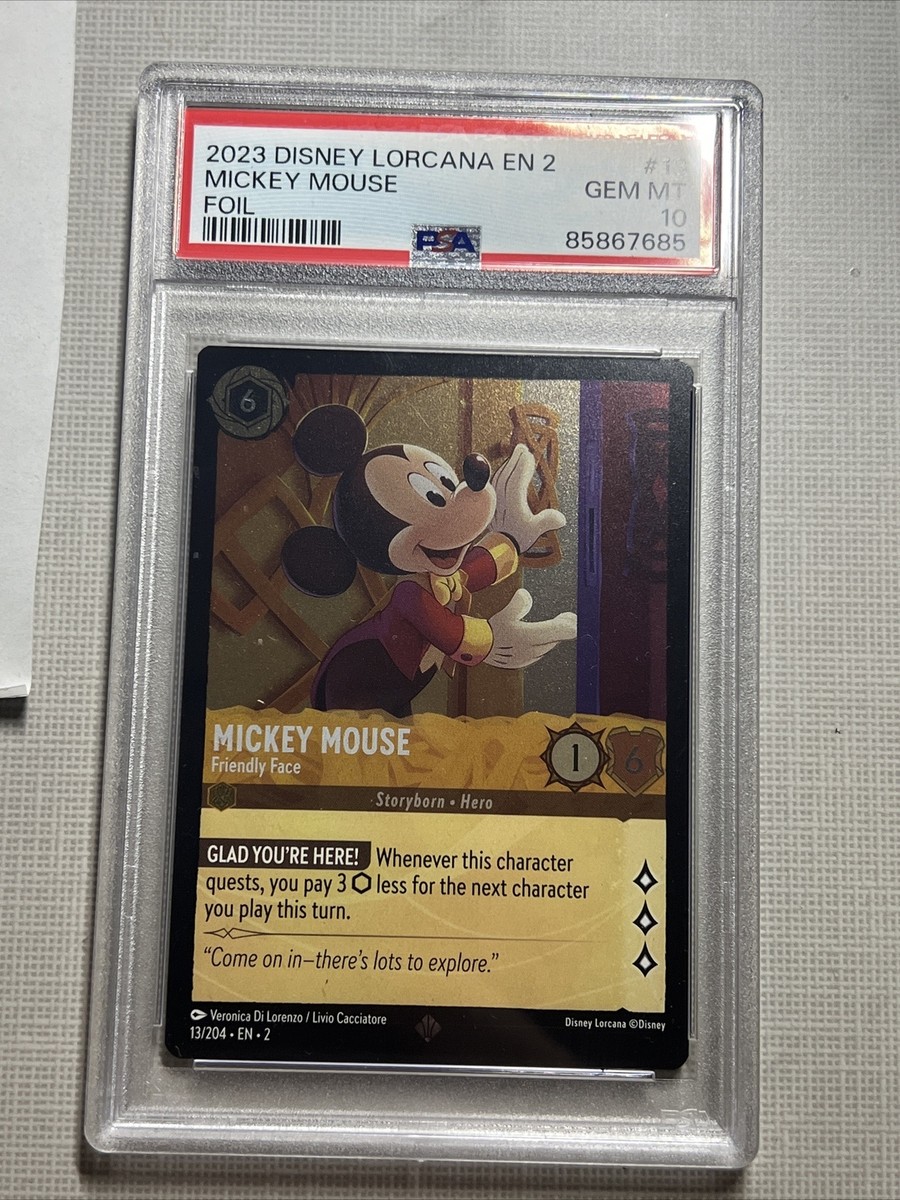 2023 DISNEY LORCANA EN 2
MICKEY MOUSE
GEM MT
FOIL
10
PSA
85867685
6
MICKEY MOUSE
Friendly Face
1 6
Storyborn • Hero
GLAD YOU'RE HERE! Whenever this character
quests, you pay 3 less for the next character
you play this turn.
“Come on in–there's lots to explore.”
Veronica Di Lorenzo / Livio Cacciatore
13/204 • EN • 2
Disney Lorcana ©Disney